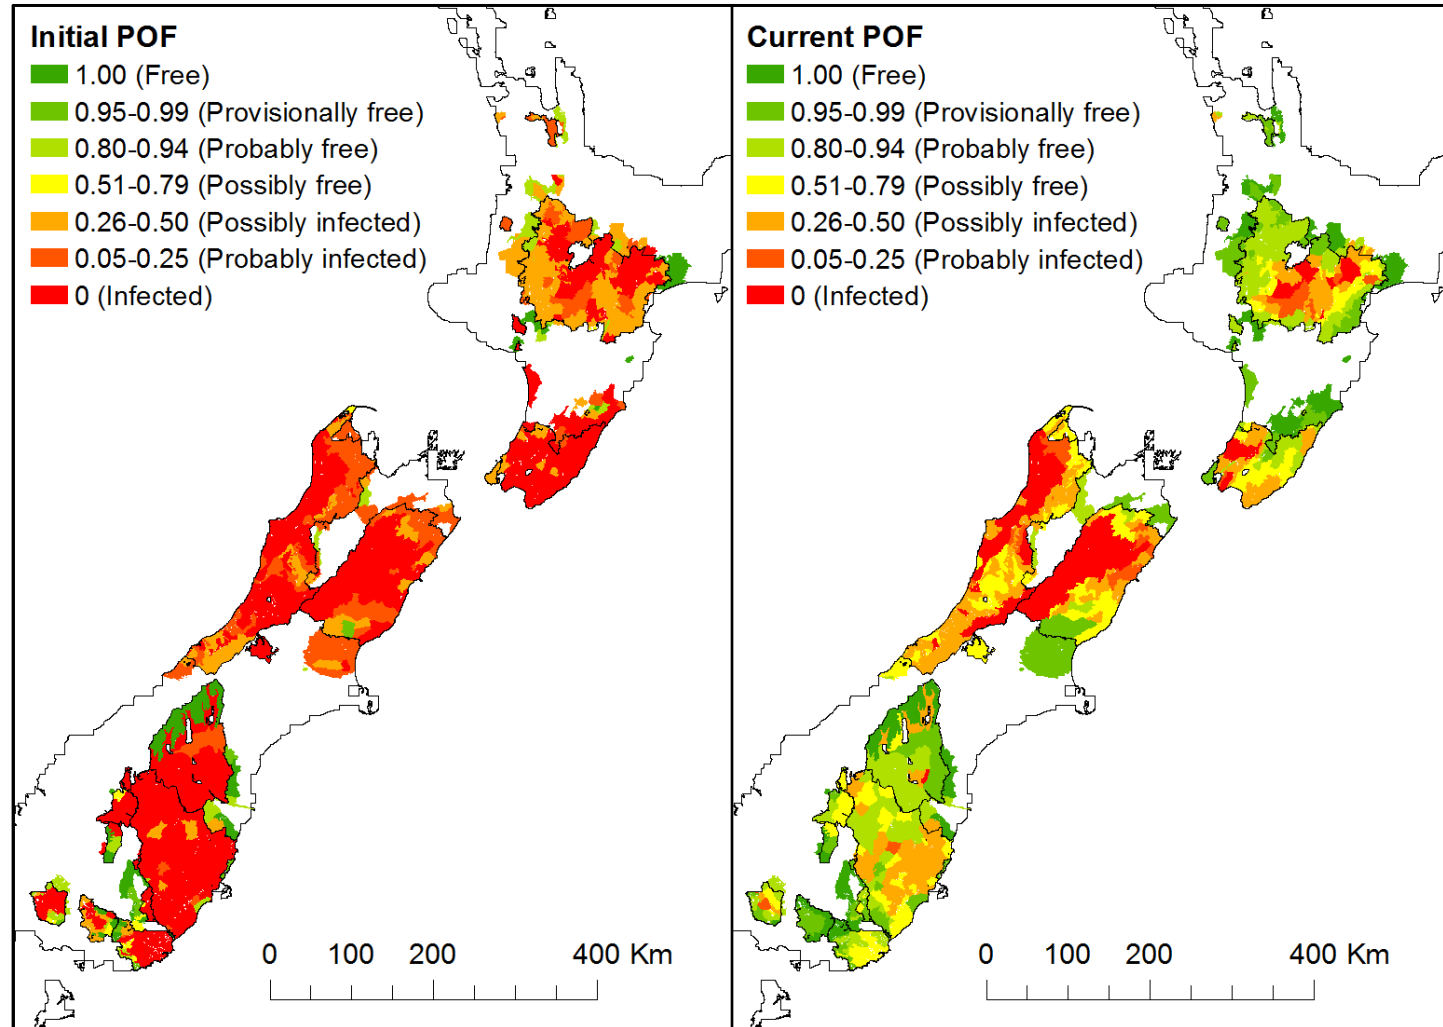 Initial POF
1.00 (Free)
0.95-0.99 (Provisionally free)
0.80-0.94 (Probably free)
0.51-0.79 (Possibly free)
0.26-0.50 (Possibly infected)
0.05-0.25 (Probably infected)
0 (Infected)
0 100 200 400 Km
Current POF
1.00 (Free)
0.95-0.99 (Provisionally free)
0.80-0.94 (Probably free)
0.51-0.79 (Possibly free)
0.26-0.50 (Possibly infected)
0.05-0.25 (Probably infected)
0 (Infected)
0 100 200 400 Km